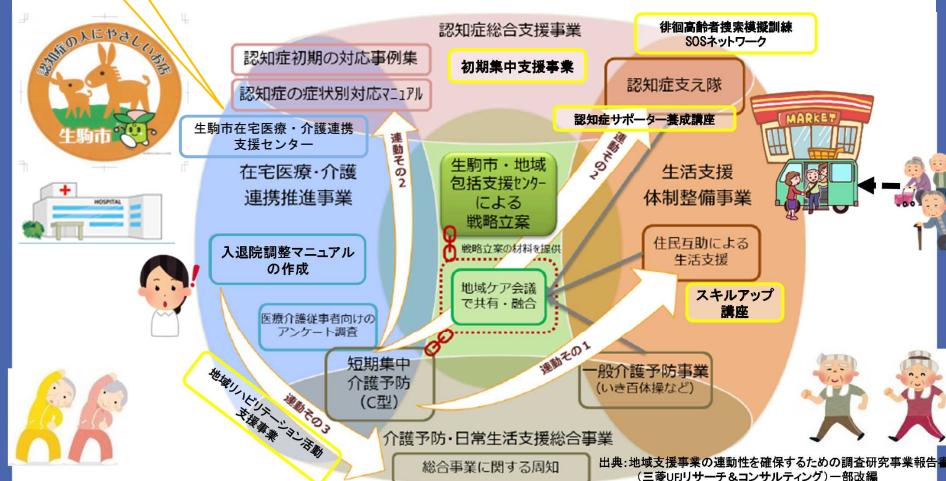 認知症総合支援事業
徘徊高齢者捜索模擬訓練
SOSネットワーク
認知症の人にやさしいお店
生駒市
認知症初期の対応事例集
初期集中支援事業
認知症支え隊
認知症の症状別対応マニュアル
認知症サポーター養成講座
MARKET
生駒市在宅医療・介護連携
支援センター
連動その2
連動その2
生駒市・地域
包括支援センター
による
戦略立案
在宅医療・介護
連携推進事業
生活支援
体制整備事業
戦略立案の材料を提供
入退院調整マニュアル
の作成
住民互助による
生活支援
地域ケア会議
で共有・融合
スキルアップ
講座
医療介護従事者向けの
アンケート調査
短期集中
介護予防
(C型)
連動その1
一般介護予防事業
(いき百体操など)
地域リハビリテーション活動
支援事業
連動その3
介護予防・日常生活支援総合事業
総合事業に関する周知
出典:地域支援事業の連動性を確保するための調査研究事業報告書
(三菱UFJリサーチ&コンサルティング)一部改編